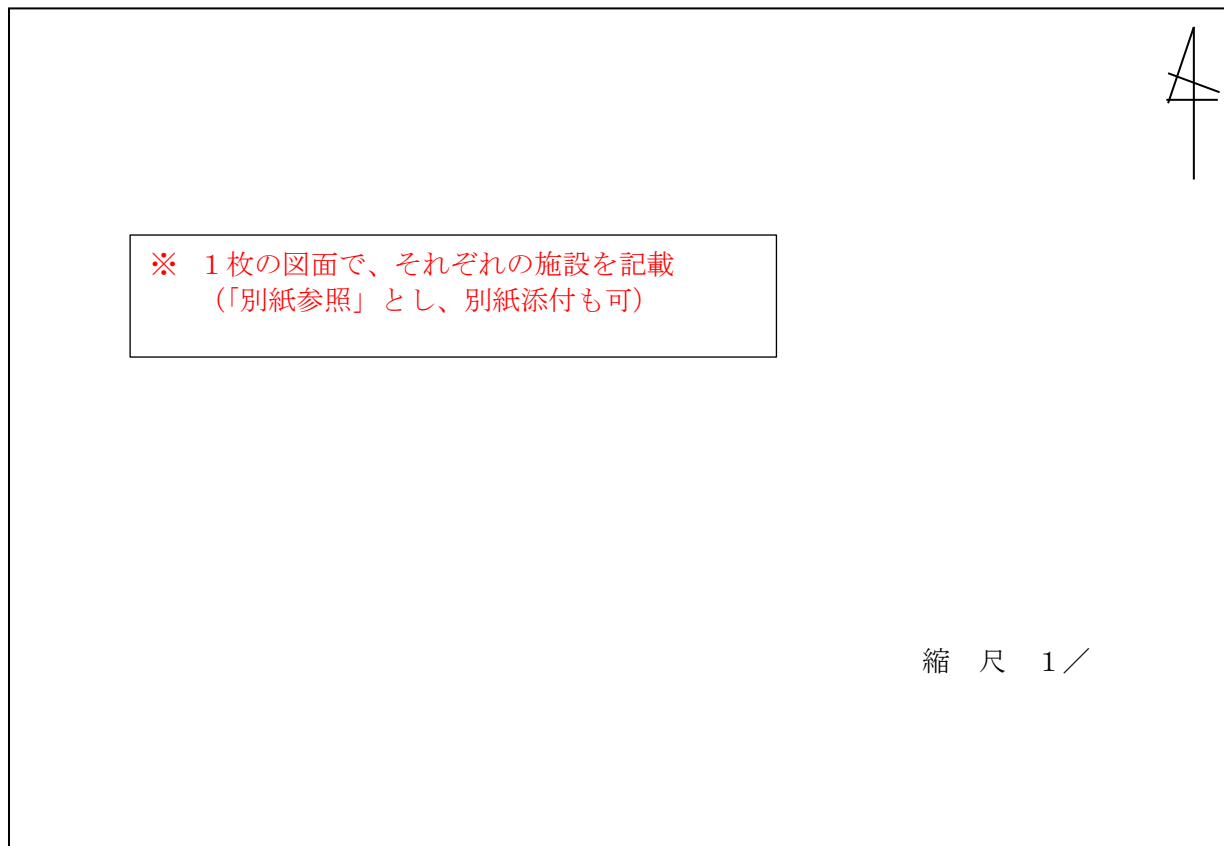 ※　１枚の図面で、それぞれの施設を記載
（「別紙参照」とし、別紙添付も可）
縮　尺　１／